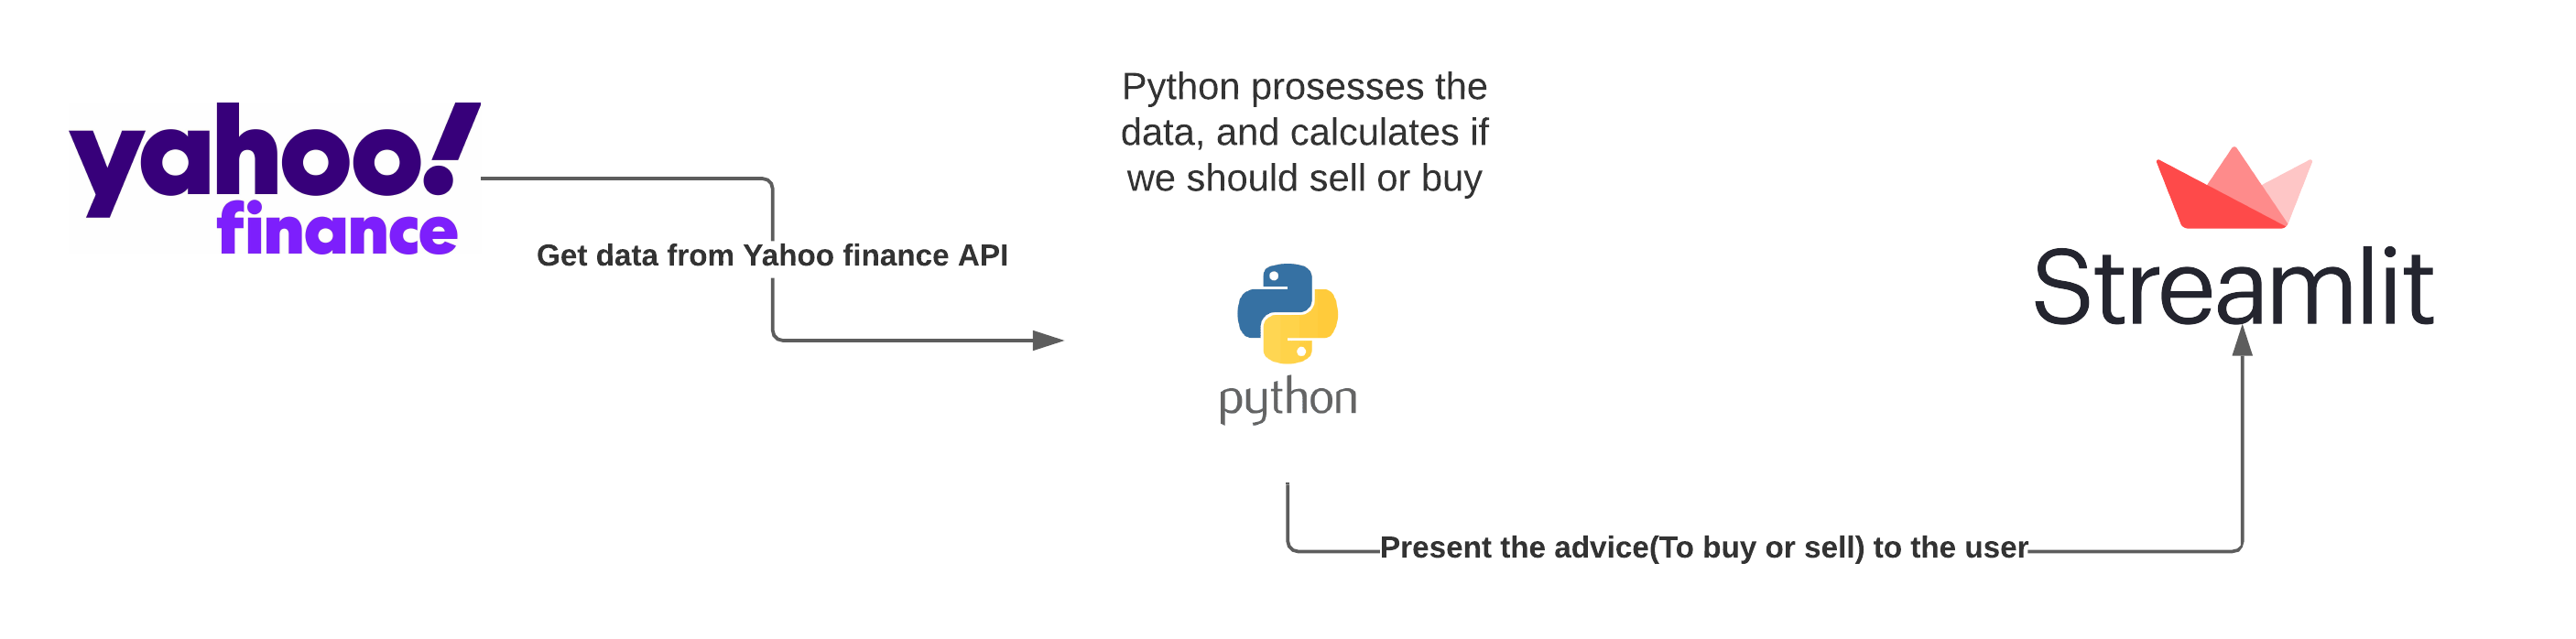 yahoo!
finance
Get data from Yahoo finance API
Python prosesses the
data, and calculates if
we should sell or buy
python
Present the advice(To buy or sell) to the user
Streamlit